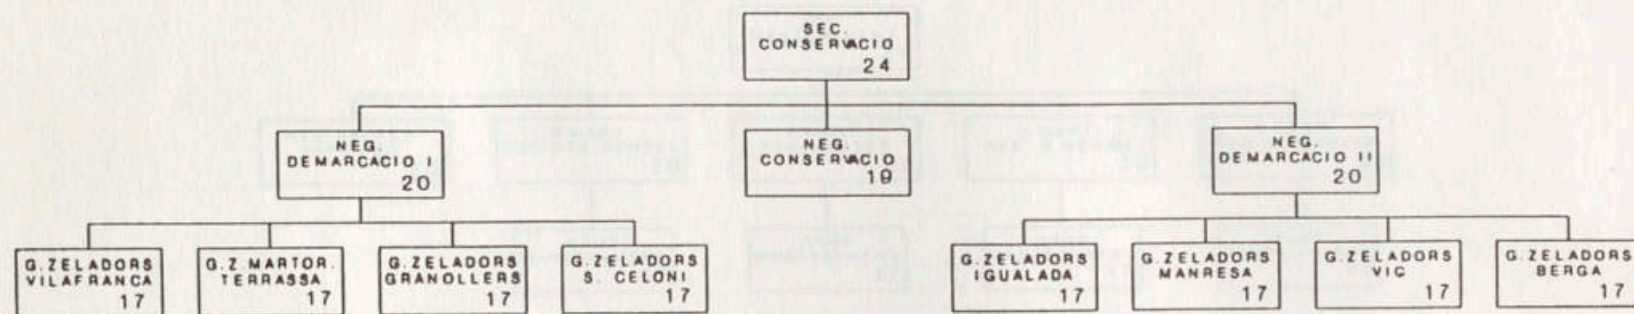 SEC.
CONSERVACIO
24
NEG.
DEMARCACIO I
20
NEG.
CONSERVACIO
19
NEG.
DEMARCACIO II
20
G.ZELADORS
VILAFRANCA
17
G.Z.MARTOR.
TERRASSA
17
G.ZELADORS
GRANOLLERS
17
G.ZELADORS
S. CELONI
17
G.ZELADORS
IGUALADA
17
G.ZELADORS
MANRESA
17
G.ZELADORS
VIC
17
G.ZELADORS
BERGA
17